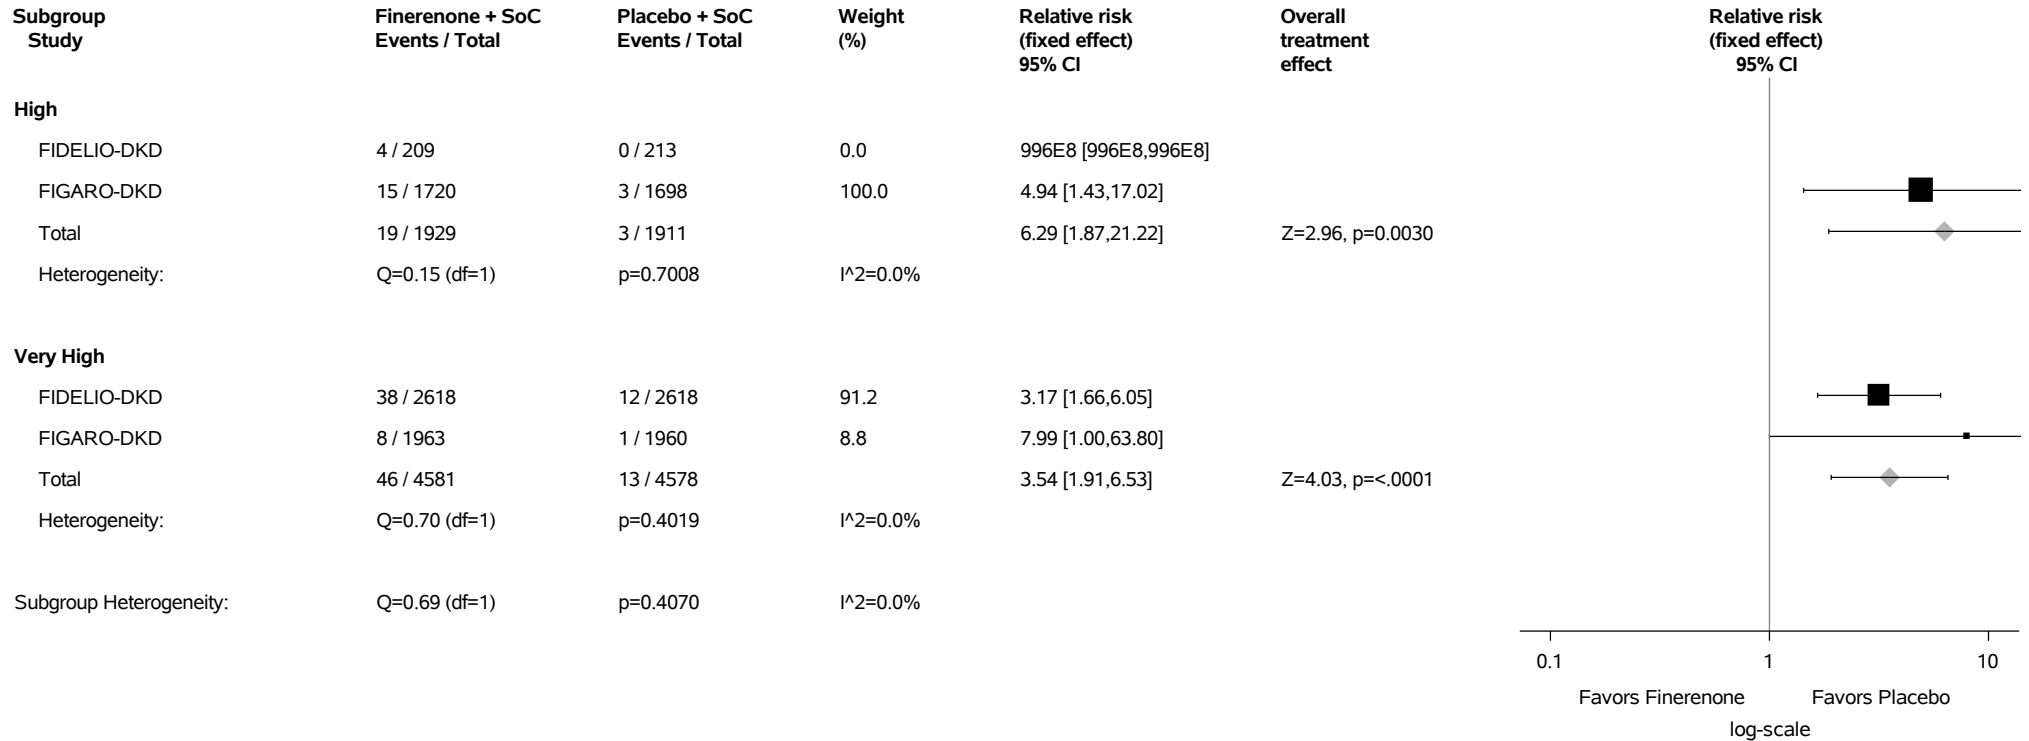 Subgroup Finerenone + SoC Placebo + SoC Weight Relative risk Overall Relative risk
Study Events / Total Events / Total (%) (fixed effect) treatment (fixed effect)
95% CI effect 95% CI
High
FIDELIO-DKD 4 / 209 0 / 213 0.0 996E8 [996E8,996E8]
FIGARO-DKD 15 / 1720 3 / 1698 100.0 4.94 [1.43,17.02]
Total 19 / 1929 3 / 1911 6.29 [1.87,21.22] Z=2.96, p=0.0030
Heterogeneity: Q=0.15 (df=1) p=0.7008 I^2=0.0%
Very High
FIDELIO-DKD 38 / 2618 12 / 2618 91.2 3.17 [1.66,6.05]
FIGARO-DKD 8 / 1963 1 / 1960 8.8 7.99 [1.00,63.80]
Total 46 / 4581 13 / 4578 3.54 [1.91,6.53] Z=4.03, p=<.0001
Heterogeneity: Q=0.70 (df=1) p=0.4019 I^2=0.0%
Subgroup Heterogeneity: Q=0.69 (df=1) p=0.4070 I^2=0.0%
0.1 1 10
Favors Finerenone Favors Placebo
log-scale